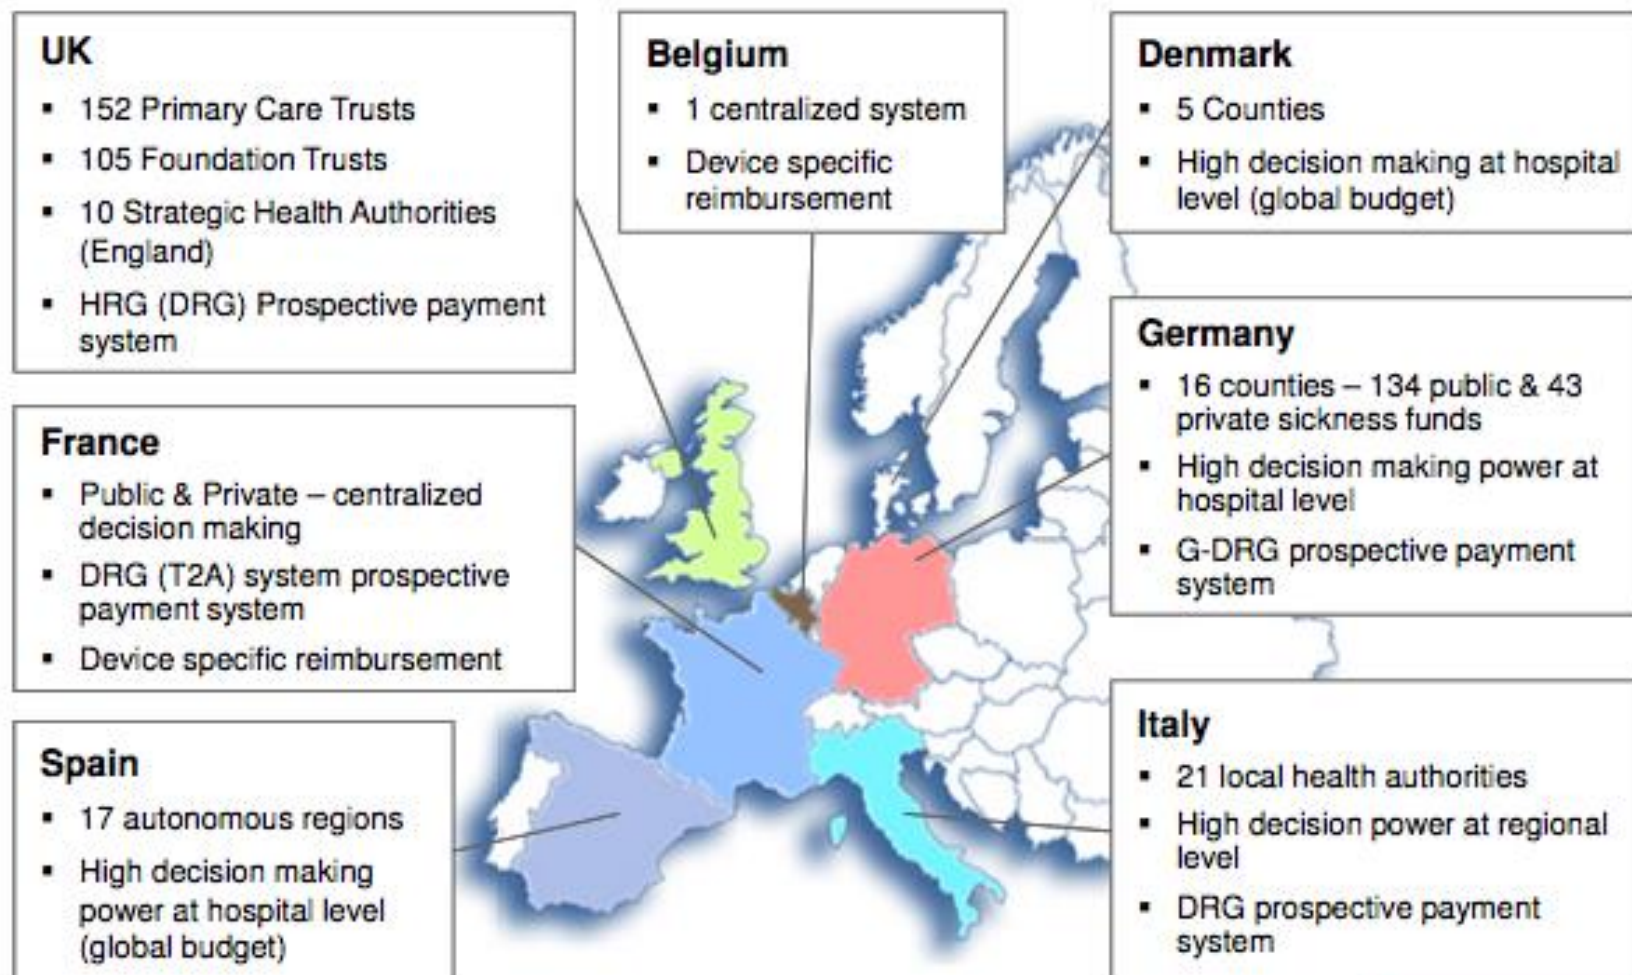 UK
▪ 152 Primary Care Trusts
▪ 105 Foundation Trusts
▪ 10 Strategic Health Authorities
(England)
▪ HRG (DRG) Prospective payment
system
Belgium
▪ 1 centralized system
▪ Device specific
reimbursement
Denmark
▪ 5 Counties
▪ High decision making at hospital
level (global budget)
Germany
▪ 16 counties – 134 public & 43
private sickness funds
▪ High decision making power at
hospital level
▪ G-DRG prospective payment
system
France
▪ Public & Private – centralized
decision making
▪ DRG (T2A) system prospective
payment system
▪ Device specific reimbursement
Spain
▪ 17 autonomous regions
▪ High decision making
power at hospital level
(global budget)
Italy
▪ 21 local health authorities
▪ High decision power at regional
level
▪ DRG prospective payment
system